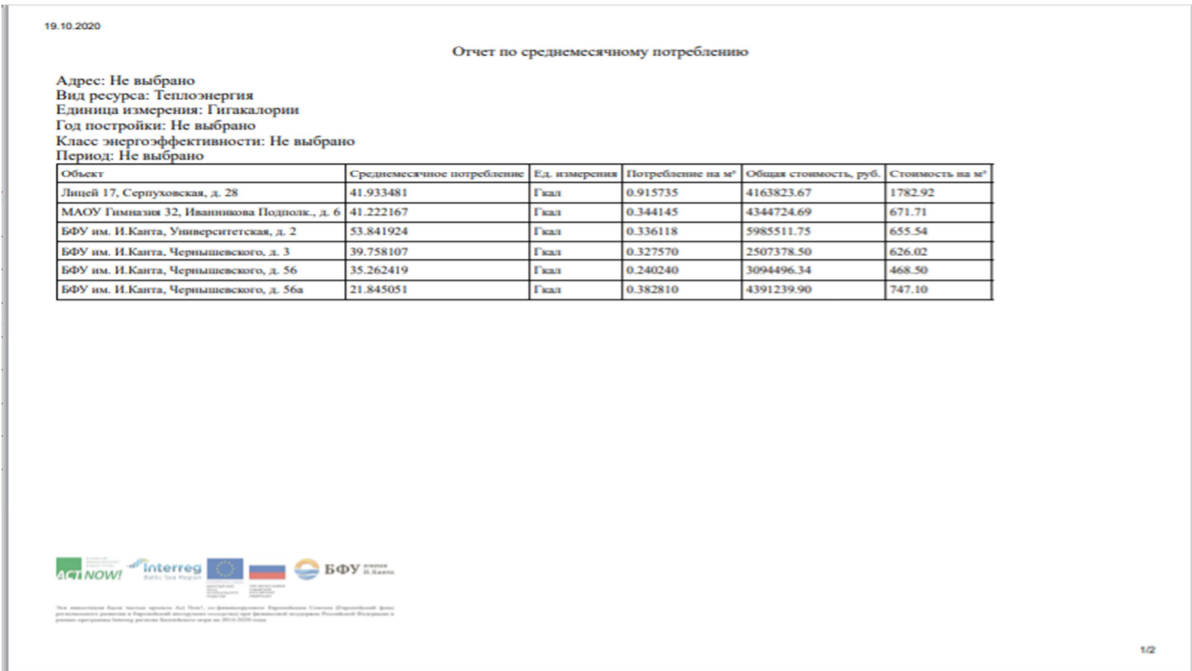 19.10.2020
Отчет по среднемесячному потреблению
Адрес: Не выбрано
Вид ресурса: Теплоэнергия
Единица измерения: Гигакалории
Год постройки: Не выбрано
Класс энергоэффективности: Не выбрано
Период: Не выбрано
Объект Среднемесячное потребление Ед. измерения Потребление на м² Общая стоимость, руб. Стоимость на м²
Лицей 17, Серпуховская, д. 28 41.933481 Гкал 0.915735 4163823.67 1782.92
МАОУ Гимназия 32, Иванникова Подполк., д. 6 41.222167 Гкал 0.344145 4344724.69 671.71
БФУ им. И.Канта, Университетская, д. 2 53.841924 Гкал 0.336118 5985511.75 655.54
БФУ им. И.Канта, Чернышевского, д. 3 39.758107 Гкал 0.327570 2507378.50 626.02
БФУ им. И.Канта, Чернышевского, д. 56 35.262419 Гкал 0.240240 3094496.34 468.50
БФУ им. И.Канта, Чернышевского, д. 56а 21.845051 Гкал 0.382810 4391239.90 747.10
ACT NOW! Interreg БФУ имени И.Канта
Baltic Sea Region
1/2